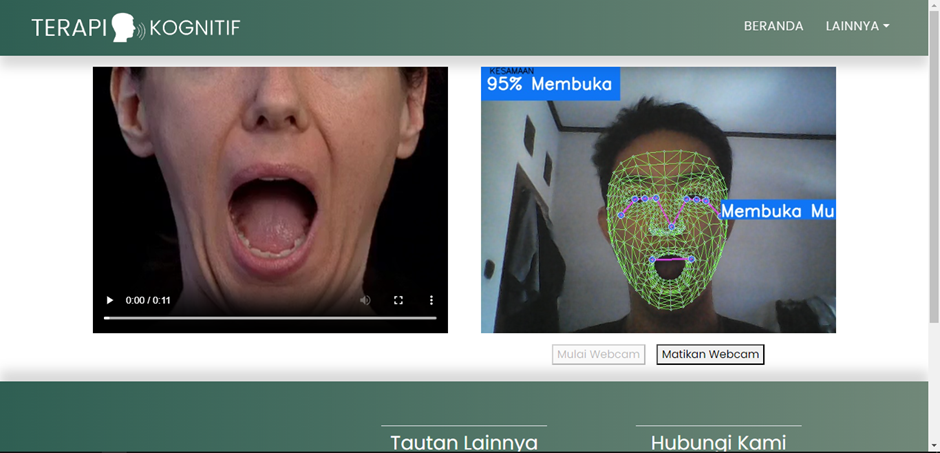 TERAPI KOGNITIF
BERANDA
LAINNYA
KESAMAAN
95% Membuka
Membuka Mu
0:00 / 0:11
Mulai Webcam
Matikan Webcam
Tautan Lainnya
Hubungi Kami